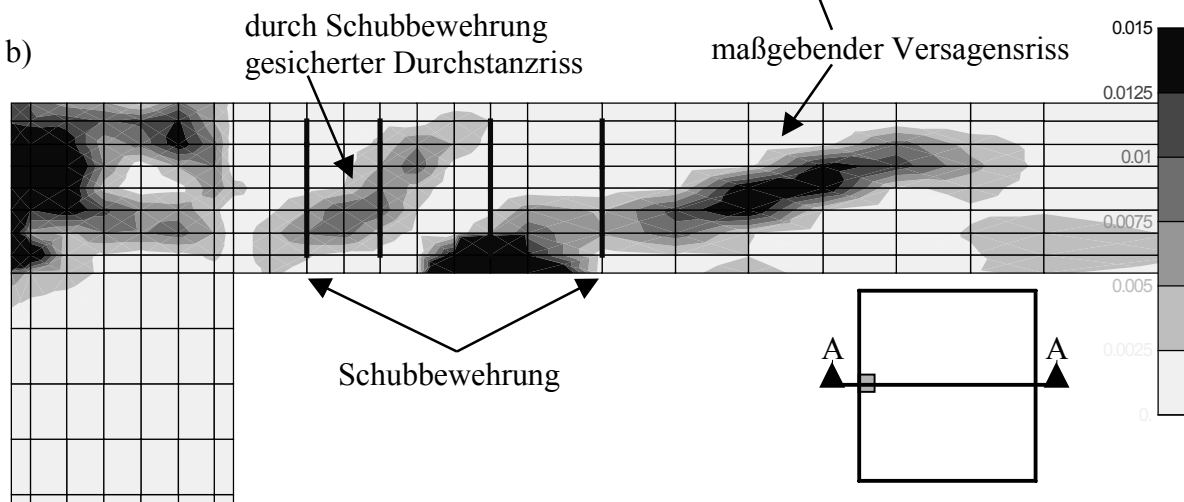 b)
durch Schubbewehrung
gesicherter Durchstanzriss
maßgebender Versagensriss
0.015
0.0125
0.01
0.0075
0.005
0.0025
0.
Schubbewehrung
A
A